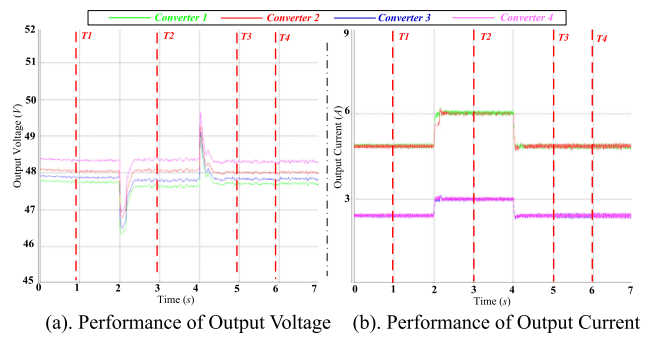 Converter 1 Converter 2 Converter 3 Converter 4
52
51
50
49
48
47
46
45
Output Voltage (V)
T1 T2 T3 T4
0 1 2 3 4 5 6 7
Time (s)
(a). Performance of Output Voltage
9
6
3
Output Current (A)
T1 T2 T3 T4
0 1 2 3 4 5 6 7
Time (s)
(b). Performance of Output Current